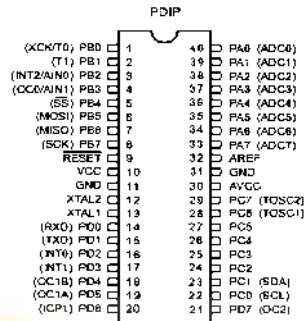 PDIP
(XCK/T0) PB0 1 40 PA0 (ADC0)
(T1) PB1 2 39 PA1 (ADC1)
(INT2/AIN0) PB2 3 38 PA2 (ADC2)
(OC0/AIN1) PB3 4 37 PA3 (ADC3)
(SS) PB4 5 36 PA4 (ADC4)
(MOSI) PB5 6 35 PA5 (ADC5)
(MISO) PB6 7 34 PA6 (ADC6)
(SCK) PB7 8 33 PA7 (ADC7)
RESET 9 32 AREF
VCC 10 31 GND
GND 11 30 AVCC
XTAL2 12 29 PC7 (TOSC2)
XTAL1 13 28 PC6 (TOSC1)
(RXD) PD0 14 27 PC5
(TXD) PD1 15 26 PC4
(INT0) PD2 16 25 PC3
(INT1) PD3 17 24 PC2
(OC1B) PD4 18 23 PC1 (SDA)
(OC1A) PD5 19 22 PC0 (SCL)
(ICP1) PD6 20 21 PD7 (OC2)